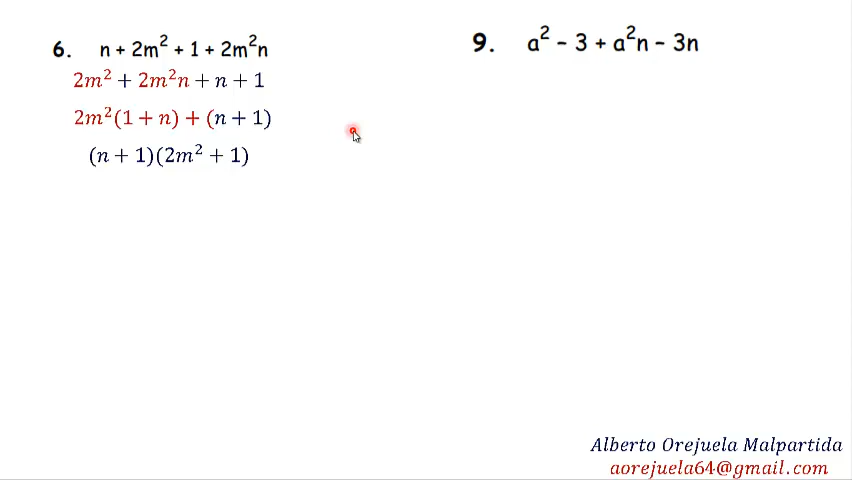 6. n + 2m² + 1 + 2m²n
2m² + 2m²n + n + 1
2m²(1 + n) + (n + 1)
(n + 1)(2m² + 1)
9. a² – 3 + a²n – 3n
Alberto Orejuela Malpartida
aorejuela64@gmail.com